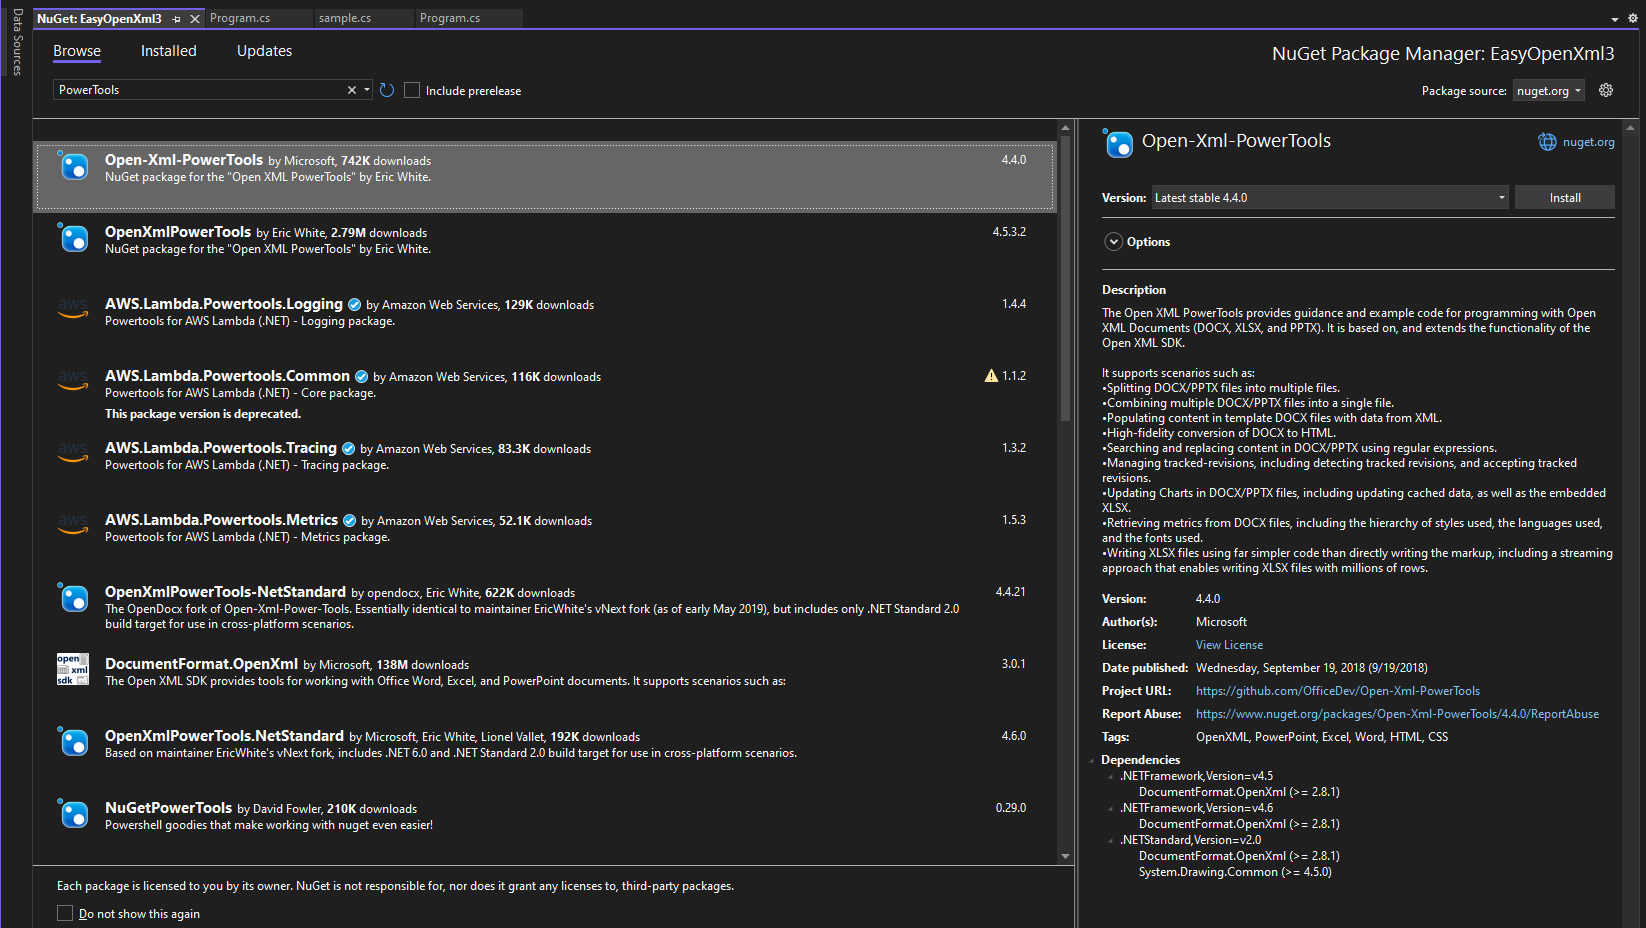 Data Sources
NuGet: EasyOpenXml3
Program.cs
sample.cs
Program.cs
Browse
Installed
Updates
NuGet Package Manager: EasyOpenXml3
PowerTools
Include prerelease
Package source: nuget.org
Open-Xml-PowerTools by Microsoft, 742K downloads
4.4.0
NuGet package for the "Open XML PowerTools" by Eric White.
OpenXmlPowerTools by Eric White, 2.79M downloads
4.5.3.2
NuGet package for the "Open XML PowerTools" by Eric White.
aws
AWS.Lambda.Powertools.Logging by Amazon Web Services, 129K downloads
1.4.4
Powertools for AWS Lambda (.NET) - Logging package.
aws
AWS.Lambda.Powertools.Common by Amazon Web Services, 116K downloads
1.1.2
Powertools for AWS Lambda (.NET) - Core package.
This package version is deprecated.
aws
AWS.Lambda.Powertools.Tracing by Amazon Web Services, 83.3K downloads
1.3.2
Powertools for AWS Lambda (.NET) - Tracing package.
aws
AWS.Lambda.Powertools.Metrics by Amazon Web Services, 52.1K downloads
1.5.3
Powertools for AWS Lambda (.NET) - Metrics package.
OpenXmlPowerTools-NetStandard by opendocx, Eric White, 622K downloads
4.4.21
The OpenDocx fork of Open-Xml-Power-Tools. Essentially identical to maintainer EricWhite's vNext fork (as of early May 2019), but includes only .NET Standard 2.0
build target for use in cross-platform scenarios.
open
xml
sdk
DocumentFormat.OpenXml by Microsoft, 138M downloads
3.0.1
The Open XML SDK provides tools for working with Office Word, Excel, and PowerPoint documents. It supports scenarios such as:
OpenXmlPowerTools.NetStandard by Microsoft, Eric White, Lionel Vallet, 192K downloads
4.6.0
Based on maintainer EricWhite's vNext fork, includes .NET 6.0 and .NET Standard 2.0 build target for use in cross-platform scenarios.
NuGetPowerTools by David Fowler, 210K downloads
0.29.0
Powershell goodies that make working with nuget even easier!
Each package is licensed to you by its owner. NuGet is not responsible for, nor does it grant any licenses to, third-party packages.
Do not show this again
Open-Xml-PowerTools
nuget.org
Version: Latest stable 4.4.0
Install
Options
Description
The Open XML PowerTools provides guidance and example code for programming with Open
XML Documents (DOCX, XLSX, and PPTX). It is based on, and extends the functionality of the
Open XML SDK.
It supports scenarios such as:
•Splitting DOCX/PPTX files into multiple files.
•Combining multiple DOCX/PPTX files into a single file.
•Populating content in template DOCX files with data from XML.
•High-fidelity conversion of DOCX to HTML.
•Searching and replacing content in DOCX/PPTX using regular expressions.
•Managing tracked-revisions, including detecting tracked revisions, and accepting tracked
revisions.
•Updating Charts in DOCX/PPTX files, including updating cached data, as well as the embedded
XLSX.
•Retrieving metrics from DOCX files, including the hierarchy of styles used, the languages used,
and the fonts used.
•Writing XLSX files using far simpler code than directly writing the markup, including a streaming
approach that enables writing XLSX files with millions of rows.
Version: 4.4.0
Author(s): Microsoft
License: View License
Date published: Wednesday, September 19, 2018 (9/19/2018)
Project URL: https://github.com/OfficeDev/Open-Xml-PowerTools
Report Abuse: https://www.nuget.org/packages/Open-Xml-PowerTools/4.4.0/ReportAbuse
Tags: OpenXML, PowerPoint, Excel, Word, HTML, CSS
Dependencies
.NETFramework,Version=v4.5
DocumentFormat.OpenXml (>= 2.8.1)
.NETFramework,Version=v4.6
DocumentFormat.OpenXml (>= 2.8.1)
.NETStandard,Version=v2.0
DocumentFormat.OpenXml (>= 2.8.1)
System.Drawing.Common (>= 4.5.0)